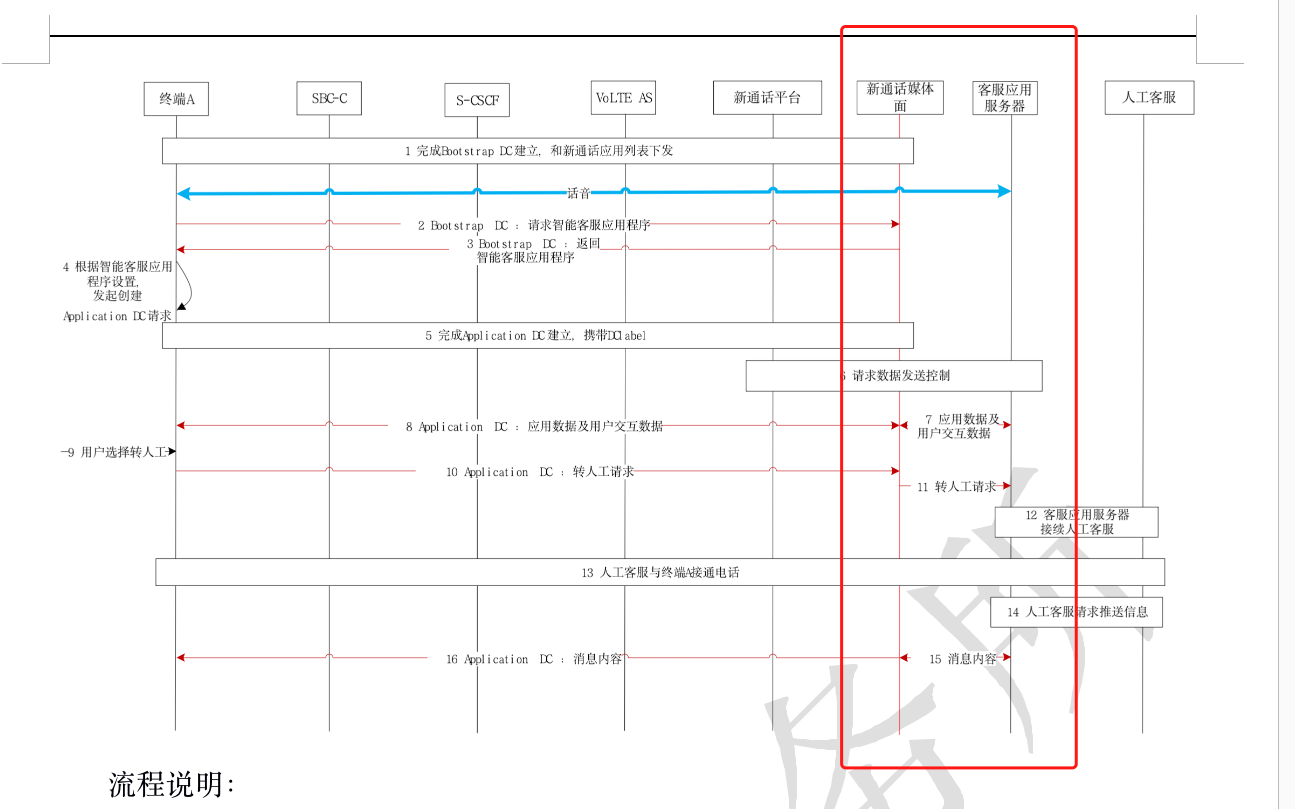 终端A
SBC-C
S-CSCF
VoLTE AS
新通话平台
新通话媒体
面
客服应用
服务器
人工客服
1 完成Bootstrap DC建立，和新通话应用列表下发
话音
2 Bootstrap DC : 请求智能客服应用程序
3 Bootstrap DC : 返回
智能客服应用程序
4 根据智能客服应用
程序设置，
发起创建
Application DC请求
5 完成Application DC建立，携带DClabel
6 请求数据发送控制
7 应用数据及
用户交互数据
8 Application DC : 应用数据及用户交互数据
9 用户选择转人工
10 Application DC : 转人工请求
11 转人工请求
12 客服应用服务器
接续人工客服
13 人工客服与终端A接通电话
14 人工客服请求推送信息
15 消息内容
16 Application DC : 消息内容
流程说明：